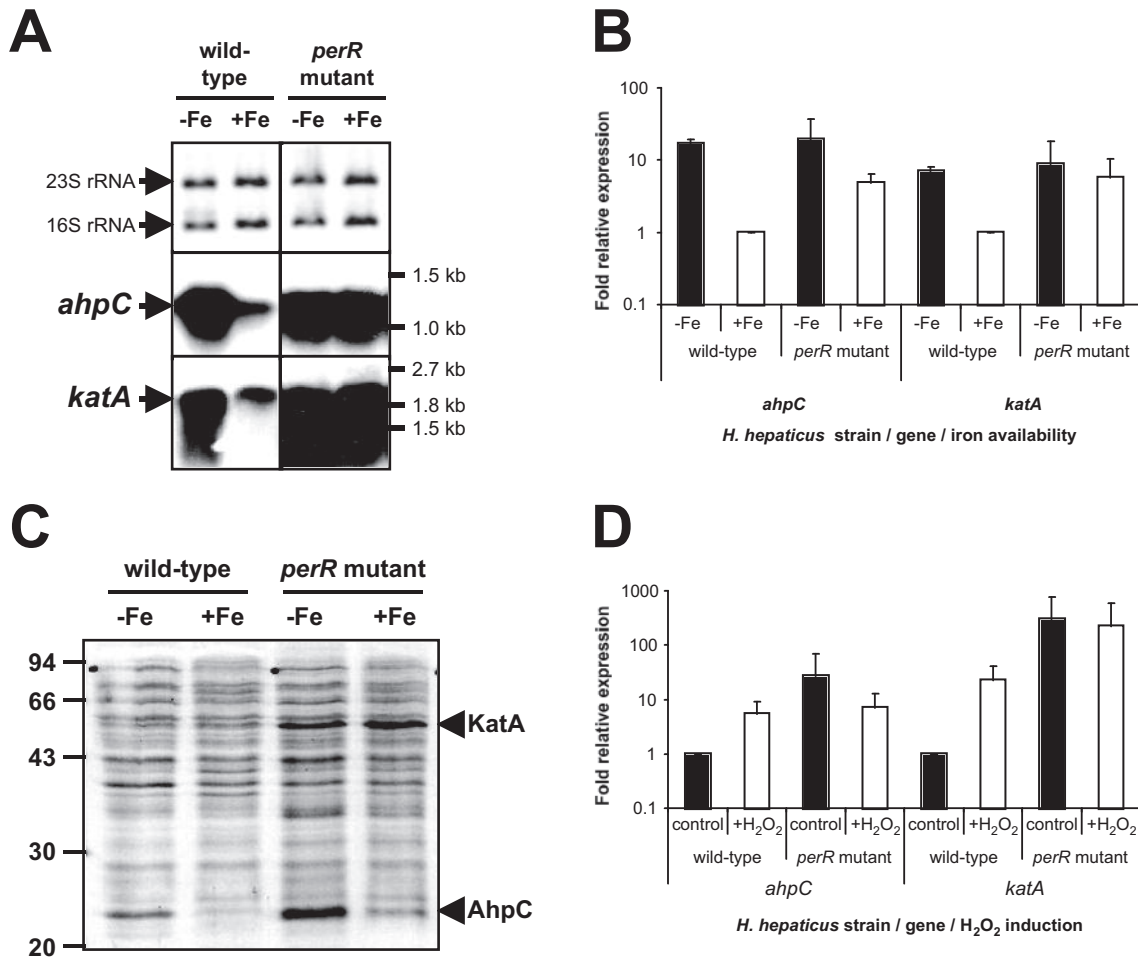 A
wild-type
perR mutant
-Fe +Fe -Fe +Fe
23S rRNA
16S rRNA
1.5 kb
ahpC
1.0 kb
2.7 kb
katA
1.8 kb
1.5 kb
B
Fold relative expression
100
10
1
0.1
-Fe +Fe -Fe +Fe -Fe +Fe -Fe +Fe
wild-type perR mutant wild-type perR mutant
ahpC katA
H. hepaticus strain / gene / iron availability
C
wild-type perR mutant
-Fe +Fe -Fe +Fe
94
66
KatA
43
30
AhpC
20
D
Fold relative expression
1000
100
10
1
0.1
control +H₂O₂ control +H₂O₂ control +H₂O₂ control +H₂O₂
wild-type perR mutant wild-type perR mutant
ahpC katA
H. hepaticus strain / gene / H₂O₂ induction